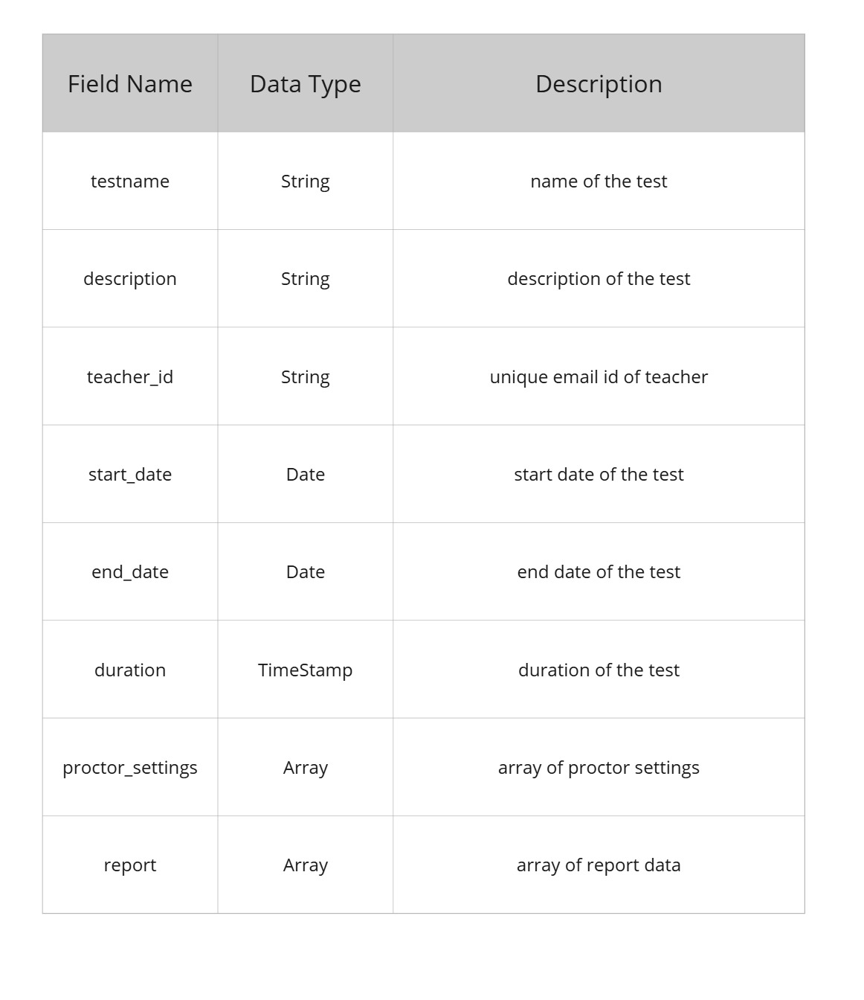 Field Name Data Type Description
testname String name of the test
description String description of the test
teacher_id String unique email id of teacher
start_date Date start date of the test
end_date Date end date of the test
duration TimeStamp duration of the test
proctor_settings Array array of proctor settings
report Array array of report data